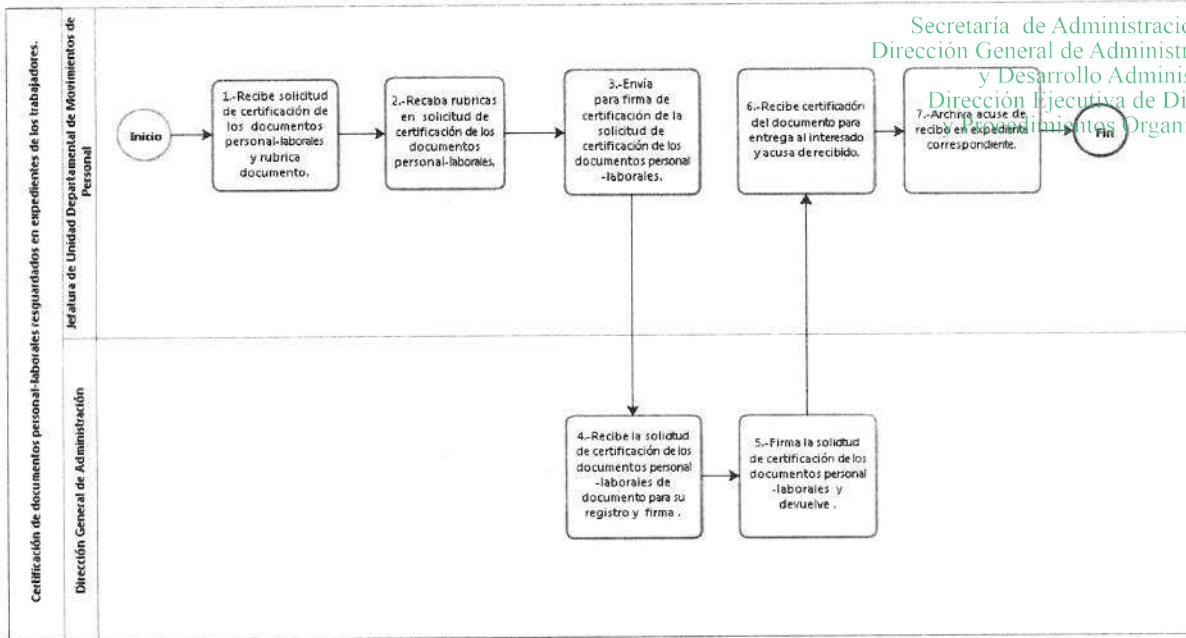 Certificación de documentos personal-laborales resguardados en expedientes de los trabajadores.
Jefatura de Unidad Departamental de Movimientos de
Personal
Secretaría de Administració
Dirección General de Administr
y Desarrollo Adminis
Dirección Ejecutiva de Di
y Procedimientos Organi
Inicio
1.-Recibe solicitud
de certificación de
los documentos
personal-laborales
y rubrica
documento.
2.-Recaba rubricas
en solicitud de
certificación de los
documentos
personal-laborales.
3.-Envía
para firma de
certificación de la
solicitud de
certificación de los
documentos personal
-laborales.
6.-Recibe certificación
del documento para
entrega al interesado
y acusa de recibido.
7.-Archiva acuse de
recibo en expediente
correspondiente.
Fin
Dirección General de Administración
4.-Recibe la solicitud
de certificación de los
documentos personal
-laborales de
documento para su
registro y firma .
5.-Firma la solicitud
de certificación de los
documentos personal
-laborales y
devuelve .